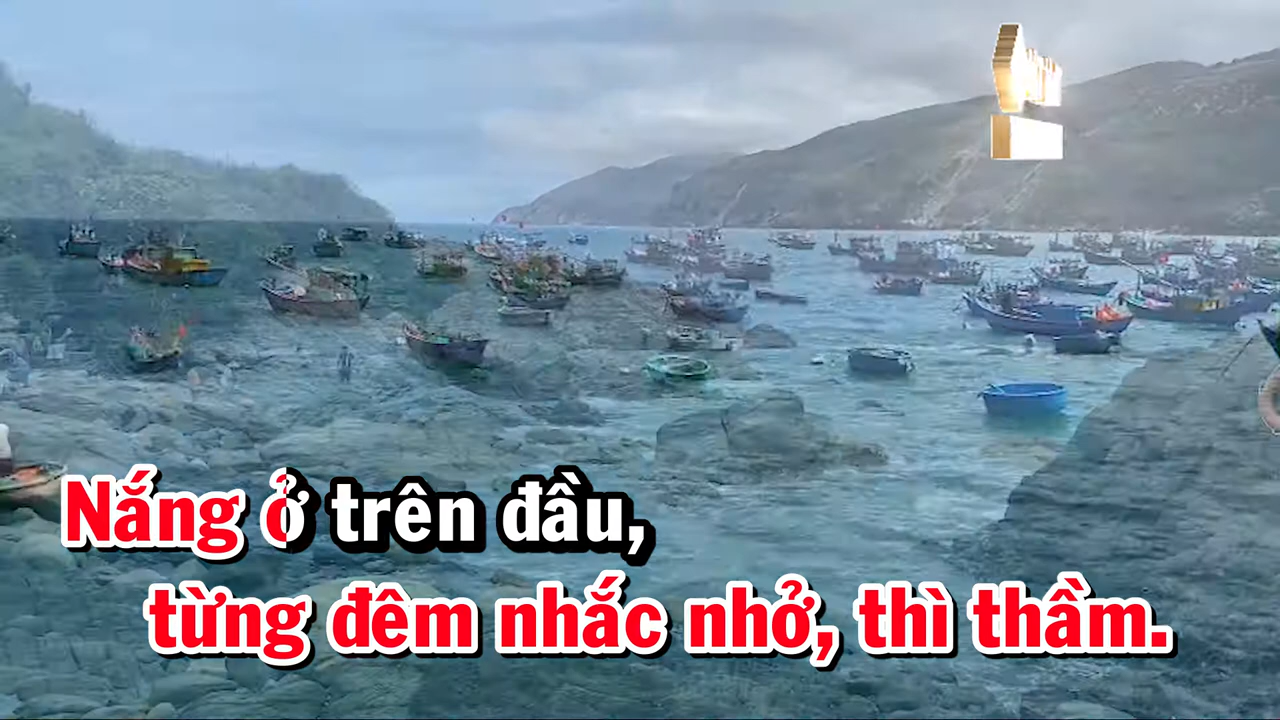 Nắng ở trên đầu,
từng đêm nhắc nhở, thì thầm.